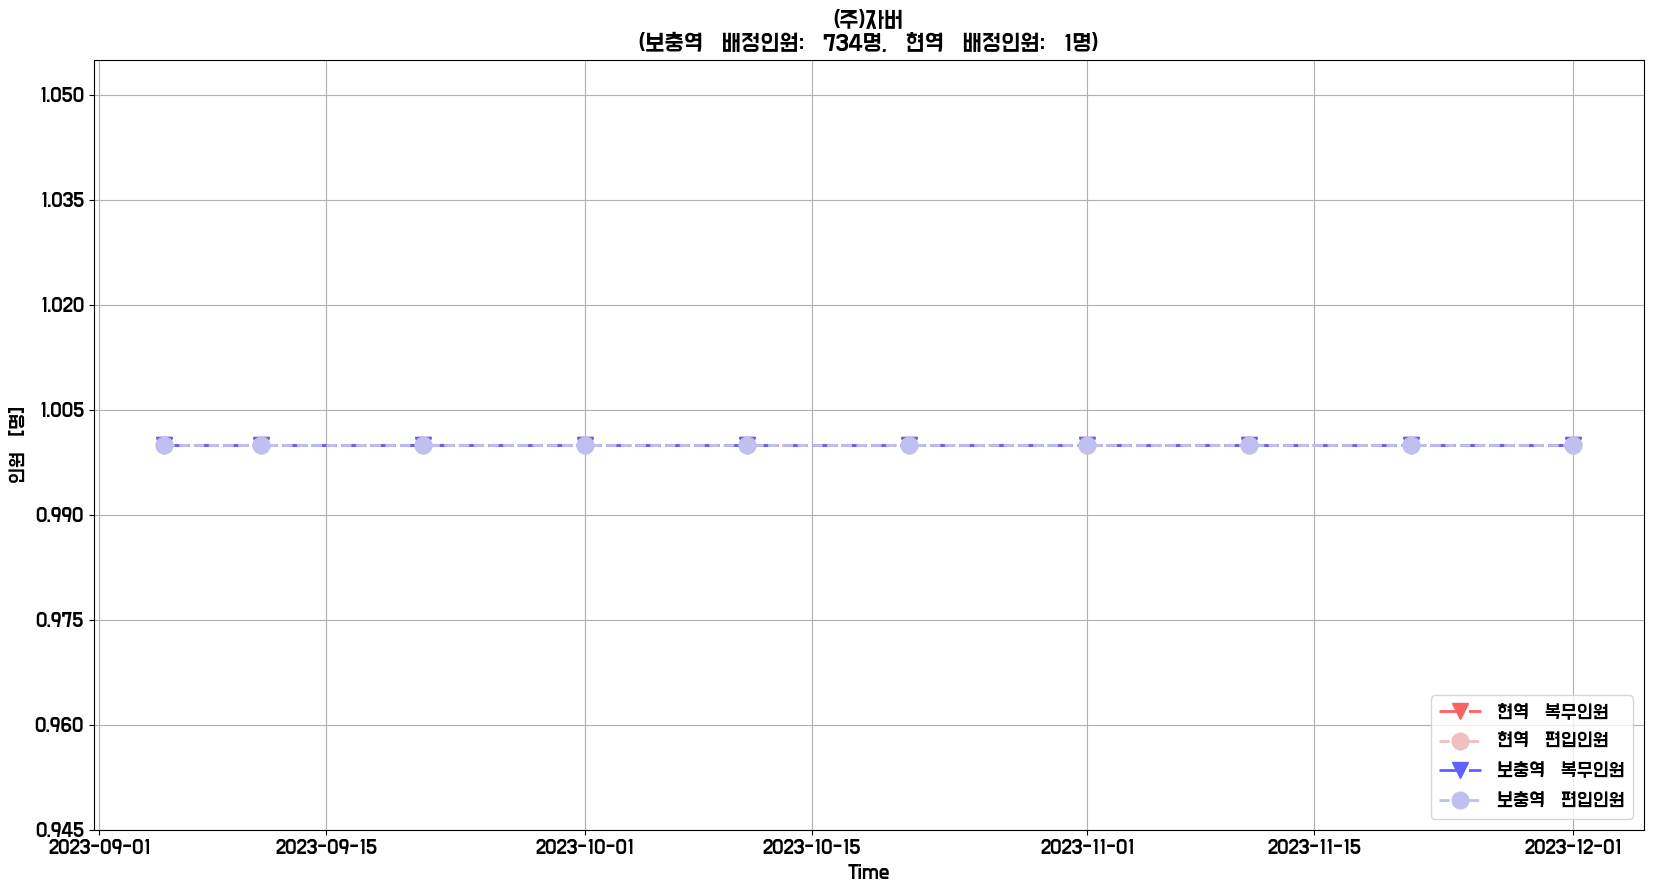 (주)자버
(보충역 배정인원: 734명, 현역 배정인원: 1명)
1.050
1.035
1.020
1.005
0.990
0.975
0.960
0.945
인원 [명]
현역 복무인원
현역 편입인원
보충역 복무인원
보충역 편입인원
2023-09-01 2023-09-15 2023-10-01 2023-10-15 2023-11-01 2023-11-15 2023-12-01
Time